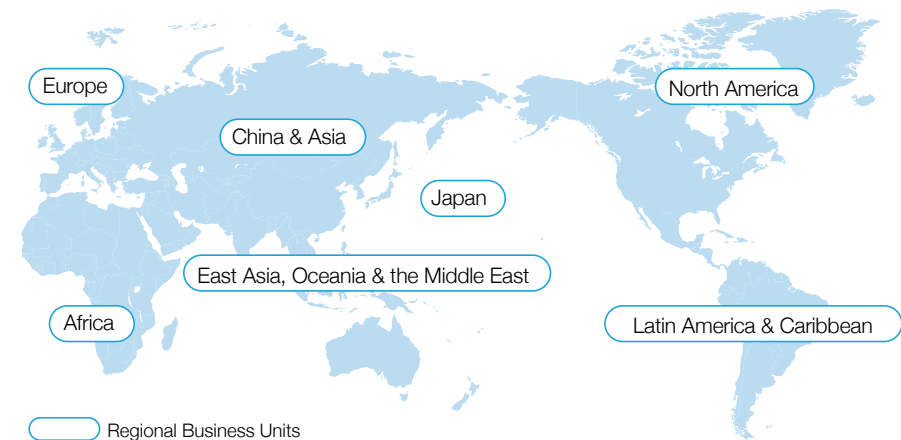 Europe
North America
China & Asia
Japan
East Asia, Oceania & the Middle East
Africa
Latin America & Caribbean
Regional Business Units